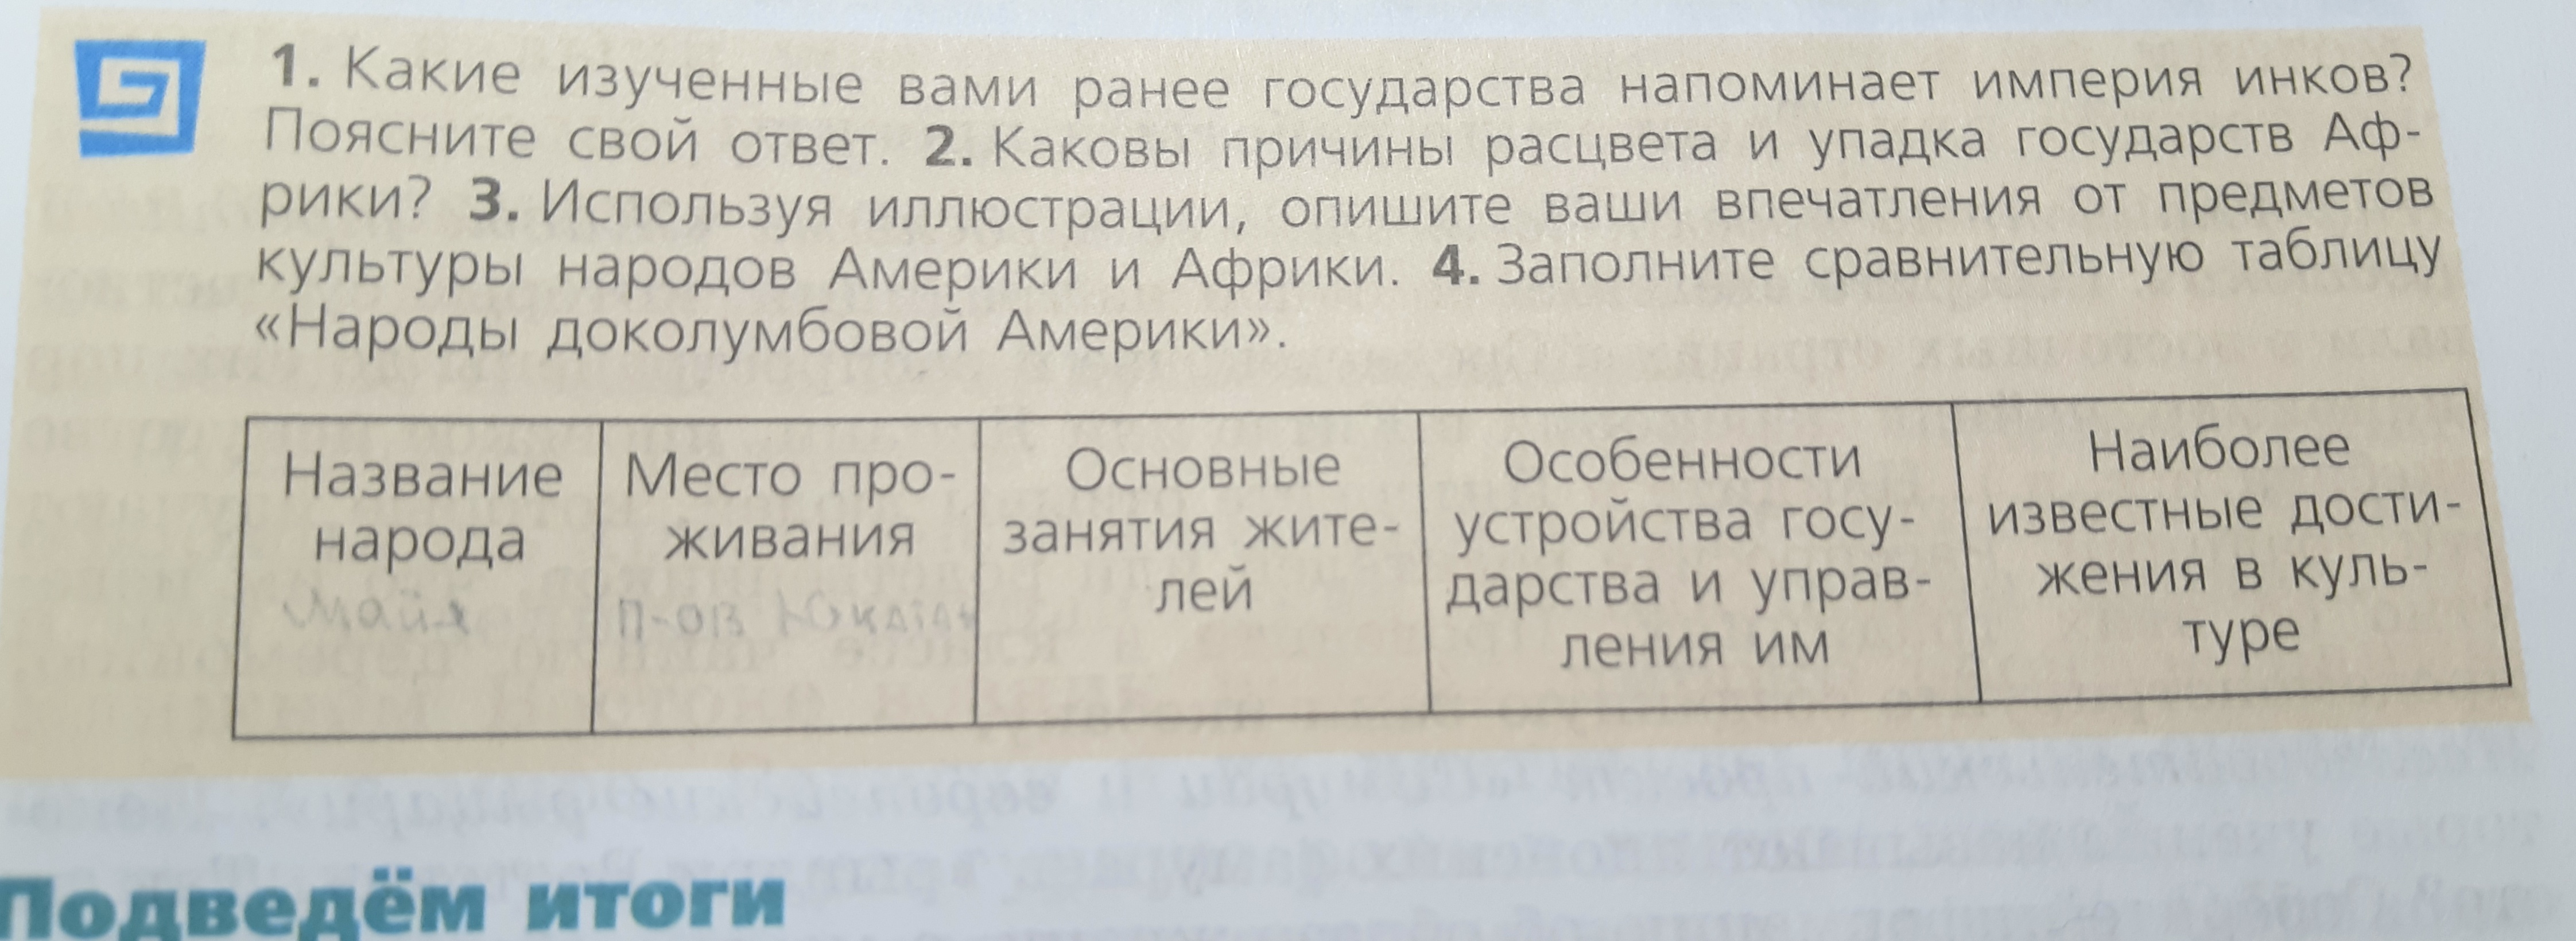 1. Какие изученные вами ранее государства напоминает империя инков?
Поясните свой ответ. 2. Каковы причины расцвета и упадка государств Аф-
рики? 3. Используя иллюстрации, опишите ваши впечатления от предметов
культуры народов Америки и Африки. 4. Заполните сравнительную таблицу
«Народы доколумбовой Америки».
Название
народа
Майя
Место про-
живания
П-ов Юкатан
Основные
занятия жите-
лей
Особенности
устройства госу-
дарства и управ-
ления им
Наиболее
известные дости-
жения в куль-
туре
Подведём итоги